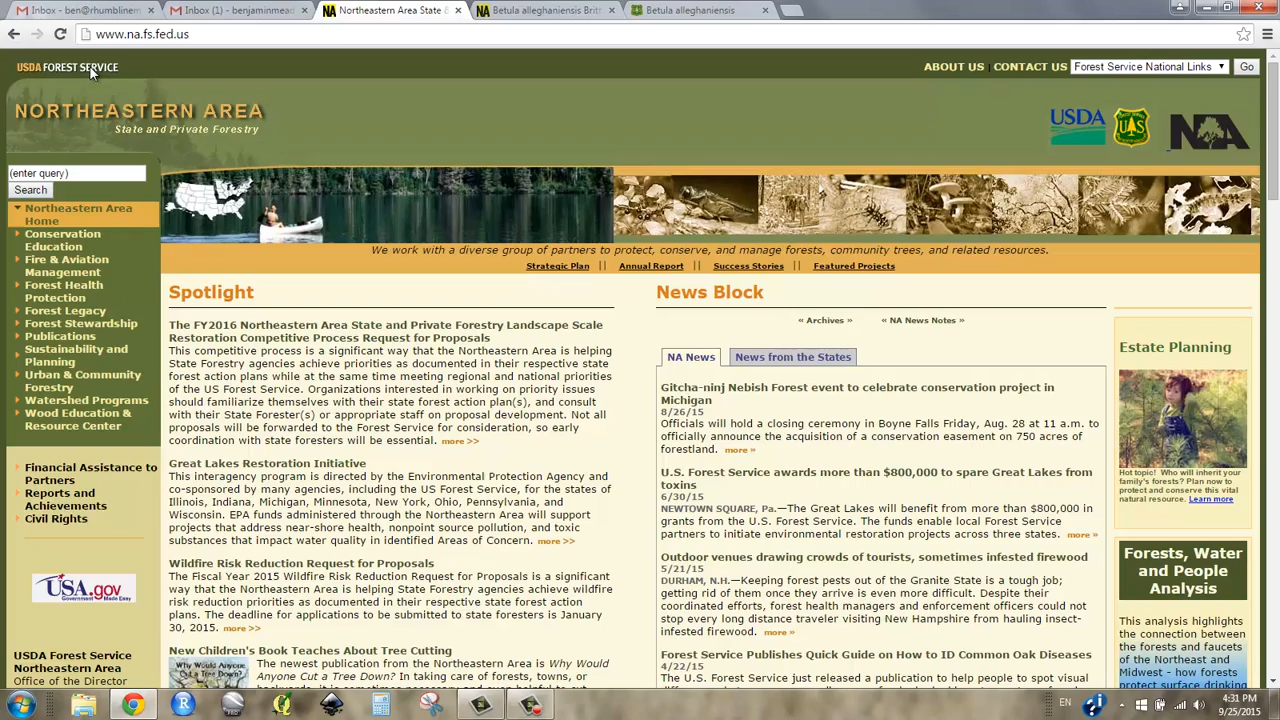 Inbox - ben@rhumblinem
Inbox (1) - benjaminmead
Northeastern Area State &
Betula alleghaniensis Britt
Betula alleghaniensis
www.na.fs.fed.us
USDA FOREST SERVICE
ABOUT US | CONTACT US
Forest Service National Links
Go
NORTHEASTERN AREA
State and Private Forestry
USDA
UAS
NA
(enter query)
Search
Northeastern Area
Home
Conservation
Education
Fire & Aviation
Management
Forest Health
Protection
Forest Legacy
Forest Stewardship
Publications
Sustainability and
Planning
Urban & Community
Forestry
Watershed Programs
Wood Education &
Resource Center
Financial Assistance to
Partners
Reports and
Achievements
Civil Rights
USA.gov
Government Made Easy
USDA Forest Service
Northeastern Area
Office of the Director
We work with a diverse group of partners to protect, conserve, and manage forests, community trees, and related resources.
Strategic Plan || Annual Report || Success Stories || Featured Projects
Spotlight
The FY2016 Northeastern Area State and Private Forestry Landscape Scale
Restoration Competitive Process Request for Proposals
This competitive process is a significant way that the Northeastern Area is helping
State Forestry agencies achieve priorities as documented in their respective state
forest action plans while at the same time meeting regional and national priorities
of the US Forest Service. Organizations interested in working on priority issues
should familiarize themselves with their state forest action plan(s), and consult
with their State Forester(s) or appropriate staff on proposal development. Not all
proposals will be forwarded to the Forest Service for consideration, so early
coordination with state foresters will be essential. more >>
Great Lakes Restoration Initiative
This interagency program is directed by the Environmental Protection Agency and
co-sponsored by many agencies, including the US Forest Service, for the states of
Illinois, Indiana, Michigan, Minnesota, New York, Ohio, Pennsylvania, and
Wisconsin. EPA funds administered through the Northeastern Area will support
projects that address near-shore health, nonpoint source pollution, and toxic
substances that impact water quality in identified Areas of Concern. more >>
Wildfire Risk Reduction Request for Proposals
The Fiscal Year 2015 Wildfire Risk Reduction Request for Proposals is a significant
way that the Northeastern Area is helping State Forestry agencies achieve wildfire
risk reduction priorities as documented in their respective state forest action
plans. The deadline for applications to be submitted to state foresters is January
30, 2015. more >>
New Children's Book Teaches About Tree Cutting
Why Would Anyone
Cut a Tree Down?
The newest publication from the Northeastern Area is Why Would
Anyone Cut a Tree Down? In taking care of forests, towns, or
News Block
« Archives » « NA News Notes »
NA News
News from the States
Gitcha-ninj Nebish Forest event to celebrate conservation project in
Michigan
8/26/15
Officials will hold a closing ceremony in Boyne Falls Friday, Aug. 28 at 11 a.m. to
officially announce the acquisition of a conservation easement on 750 acres of
forestland. more »
U.S. Forest Service awards more than $800,000 to spare Great Lakes from
toxins
6/30/15
NEWTOWN SQUARE, Pa.—The Great Lakes will benefit from more than $800,000 in
grants from the U.S. Forest Service. The funds enable local Forest Service
partners to initiate environmental restoration projects across three states. more »
Outdoor venues drawing crowds of tourists, sometimes infested firewood
5/21/15
DURHAM, N.H.—Keeping forest pests out of the Granite State is a tough job;
getting rid of them once they arrive is even more difficult. Despite their
coordinated efforts, forest health managers and enforcement officers could not
stop every long distance traveler visiting New Hampshire from hauling insect-
infested firewood. more »
Forest Service Publishes Quick Guide on How to ID Common Oak Diseases
4/22/15
The US Forest Service just released a publication to help people to spot visual
Estate Planning
Hot topic! Who will inherit your
family's forests? Plan now to
protect and conserve this vital
natural resource. Learn more
Forests, Water
and People
Analysis
This analysis highlights
the connection between
the forests and faucets
of the Northeast and
Midwest - how forests
protect surface drinking
EN
4:31 PM
9/25/2015